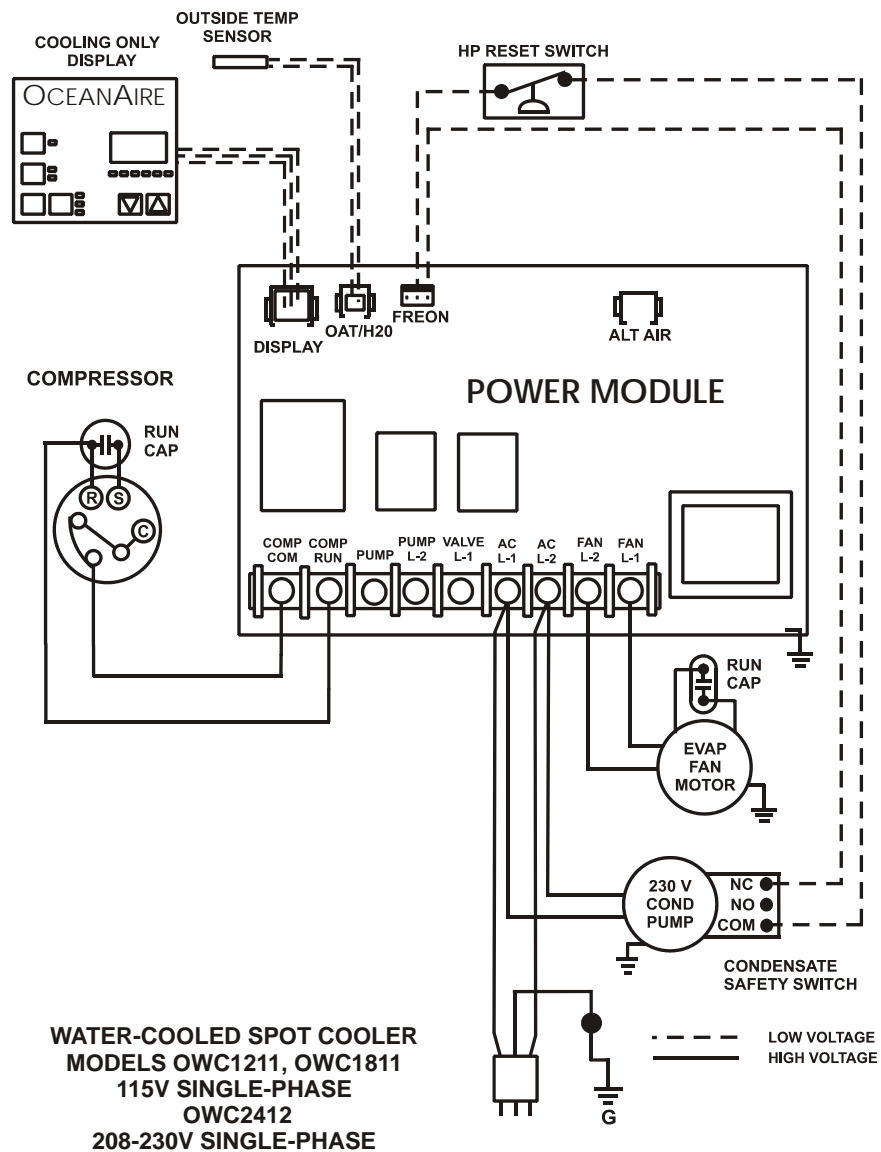 OUTSIDE TEMP
SENSOR
COOLING ONLY
DISPLAY
HP RESET SWITCH
OCEANAIRE
DISPLAY
OAT/H20
FREON
ALT AIR
COMPRESSOR
POWER MODULE
RUN
CAP
R
S
C
COMP
COM
COMP
RUN
PUMP
PUMP
L-2
VALVE
L-1
AC
L-1
AC
L-2
FAN
L-2
FAN
L-1
RUN
CAP
EVAP
FAN
MOTOR
230 V
COND
PUMP
NC
NO
COM
CONDENSATE
SAFETY SWITCH
WATER-COOLED SPOT COOLER
MODELS OWC1211, OWC1811
115V SINGLE-PHASE
OWC2412
208-230V SINGLE-PHASE
G
LOW VOLTAGE
HIGH VOLTAGE